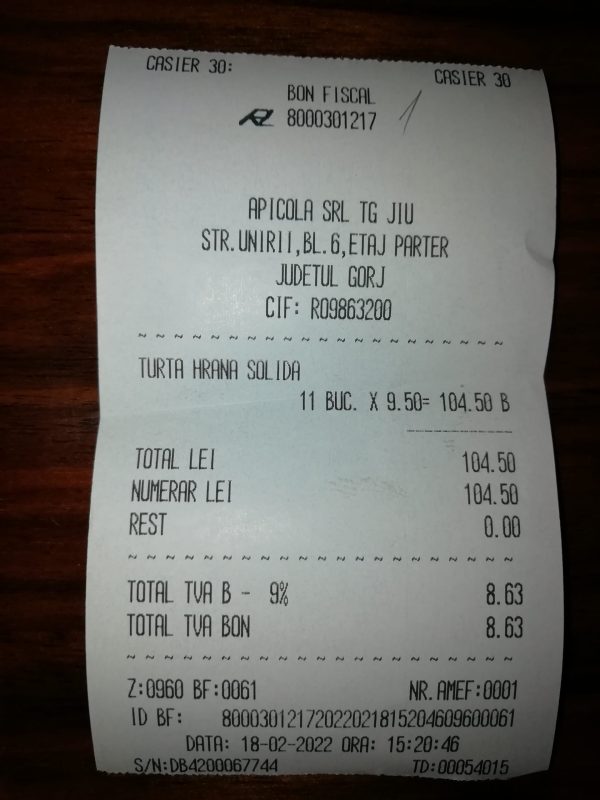 CASIER 30: CASIER 30
BON FISCAL
8000301217 1
APICOLA SRL TG JIU
STR.UNIRII,BL.6,ETAJ PARTER
JUDETUL GORJ
CIF: RO9863200
~ ~ ~ ~ ~ ~ ~ ~ ~ ~ ~ ~ ~ ~ ~ ~ ~ ~ ~ ~ ~
TURTA HRANA SOLIDA
11 BUC. X 9.50= 104.50 B
TOTAL LEI 104.50
NUMERAR LEI 104.50
REST 0.00
~ ~ ~ ~ ~ ~ ~ ~ ~ ~ ~ ~ ~ ~ ~ ~ ~ ~ ~ ~ ~
TOTAL TVA B - 9% 8.63
TOTAL TVA BON 8.63
~ ~ ~ ~ ~ ~ ~ ~ ~ ~ ~ ~ ~ ~ ~ ~ ~ ~ ~ ~ ~
Z:0960 BF:0061 NR.AMEF:0001
ID BF: 80003012172022021815204609600061
DATA: 18-02-2022 ORA: 15:20:46
S/N:DB4200067744 TD:00054015